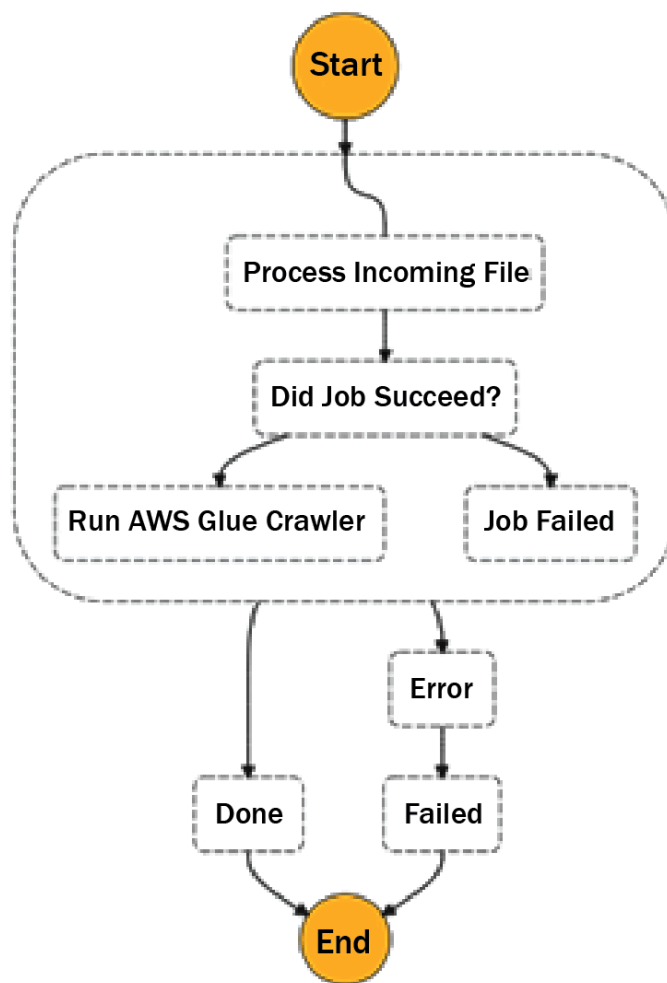 Start
Process Incoming File
Did Job Succeed?
Run AWS Glue Crawler
Job Failed
Error
Done
Failed
End